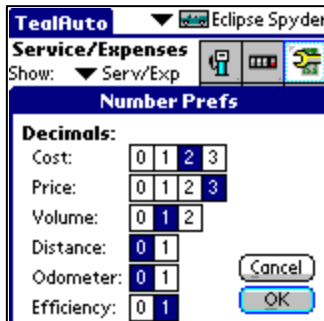 TealAuto Eclipse Spyder
Service/Expenses
Show: Serv/Exp
Number Prefs
Decimals:
Cost: 0 1 2 3
Price: 0 1 2 3
Volume: 0 1 2
Distance: 0 1
Odometer: 0 1
Efficiency: 0 1
Cancel
OK